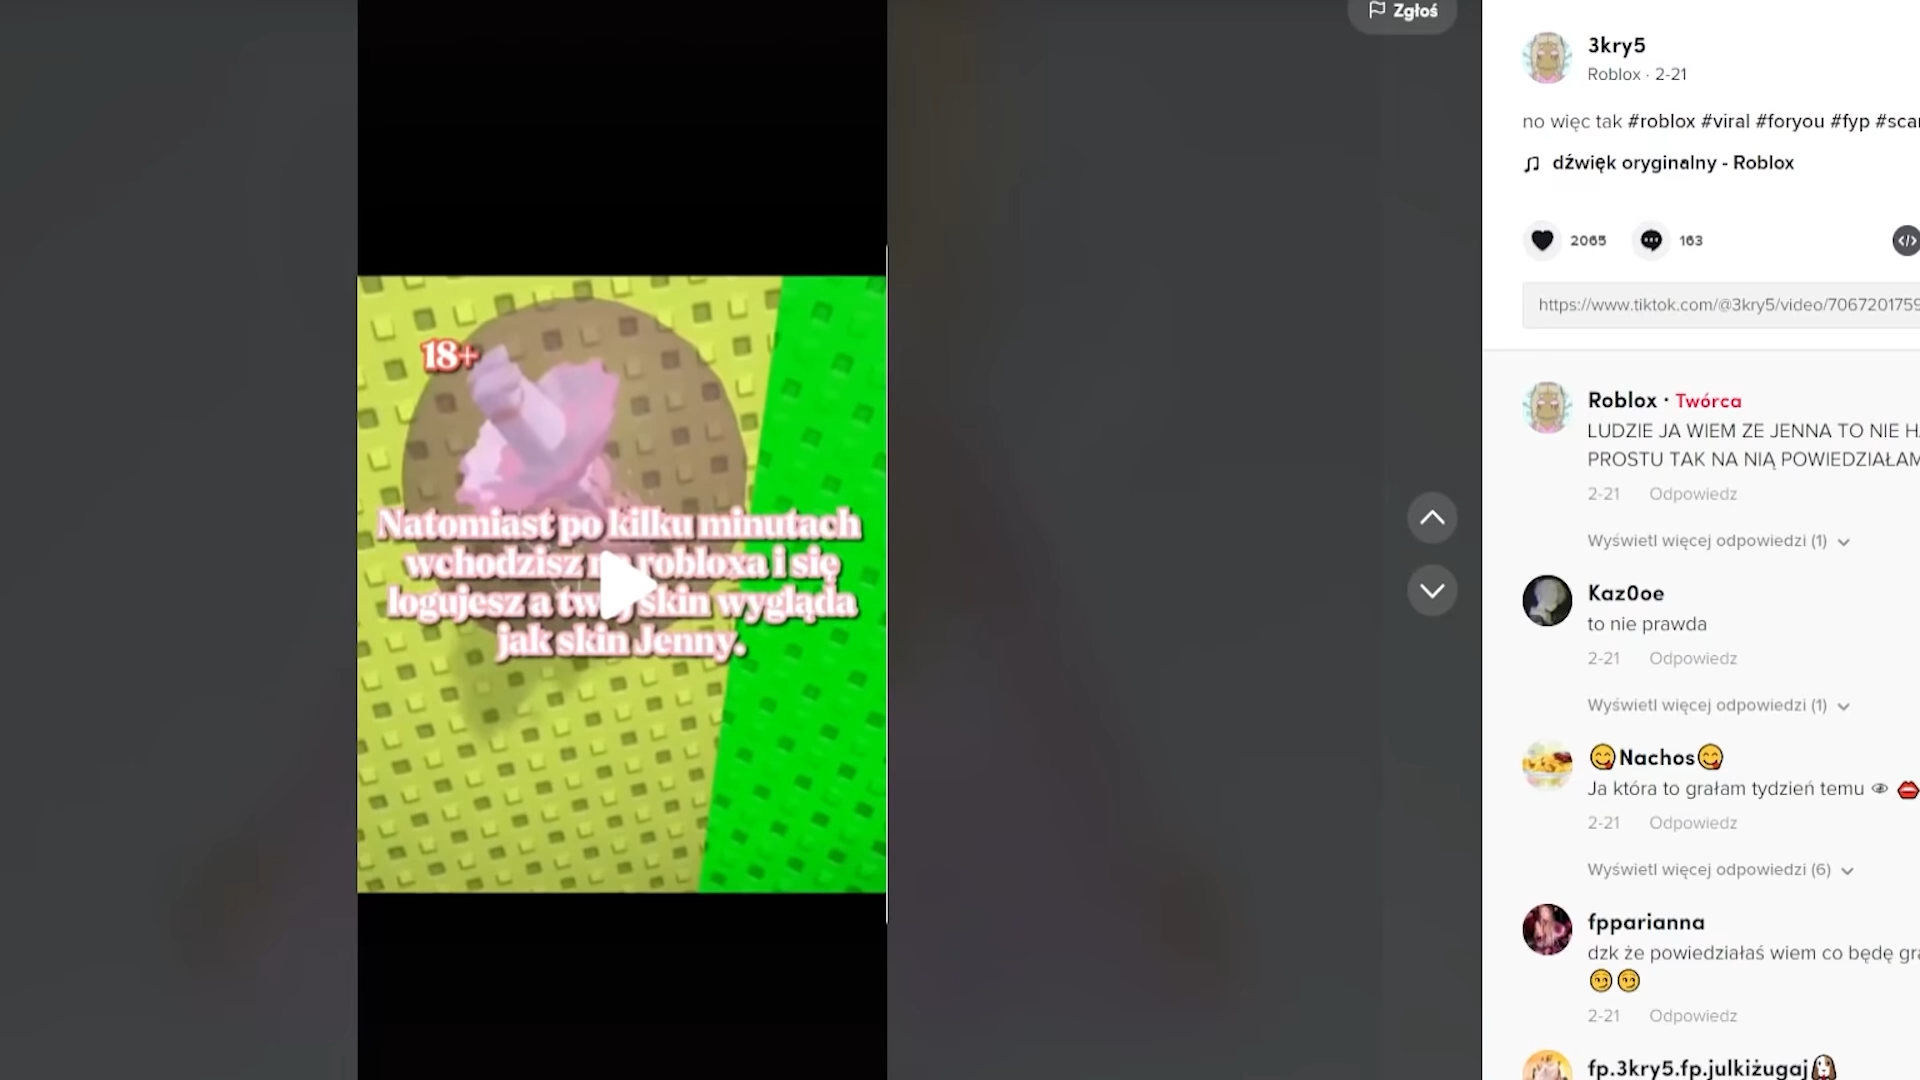 Zgłoś
18+
Natomiast po kilku minutach
wchodzisz robloxa i się
logujesz a skin wygląda
jak skin Jenny.
3kry5
Roblox · 2-21
no więc tak #roblox #viral #foryou #fyp
dźwięk oryginalny - Roblox
2065 163
https://www.tiktok.com/@3kry5/video/7067201759
Roblox · Twórca
LUDZIE JA WIEM ZE JENNA TO NIE
PROSTU TAK NA NIĄ POWIEDZIAŁAM
2-21 Odpowiedz
Wyświetl więcej odpowiedzi (1)
Kaz0oe
to nie prawda
2-21 Odpowiedz
Wyświetl więcej odpowiedzi (1)
😋Nachos😋
Ja która to grałam tydzień temu 👁 👄
2-21 Odpowiedz
Wyświetl więcej odpowiedzi (6)
fpparianna
dzk że powiedziałaś wiem co będę
😏😏
2-21 Odpowiedz
fp.3kry5.fp.julkiżugaj🐶